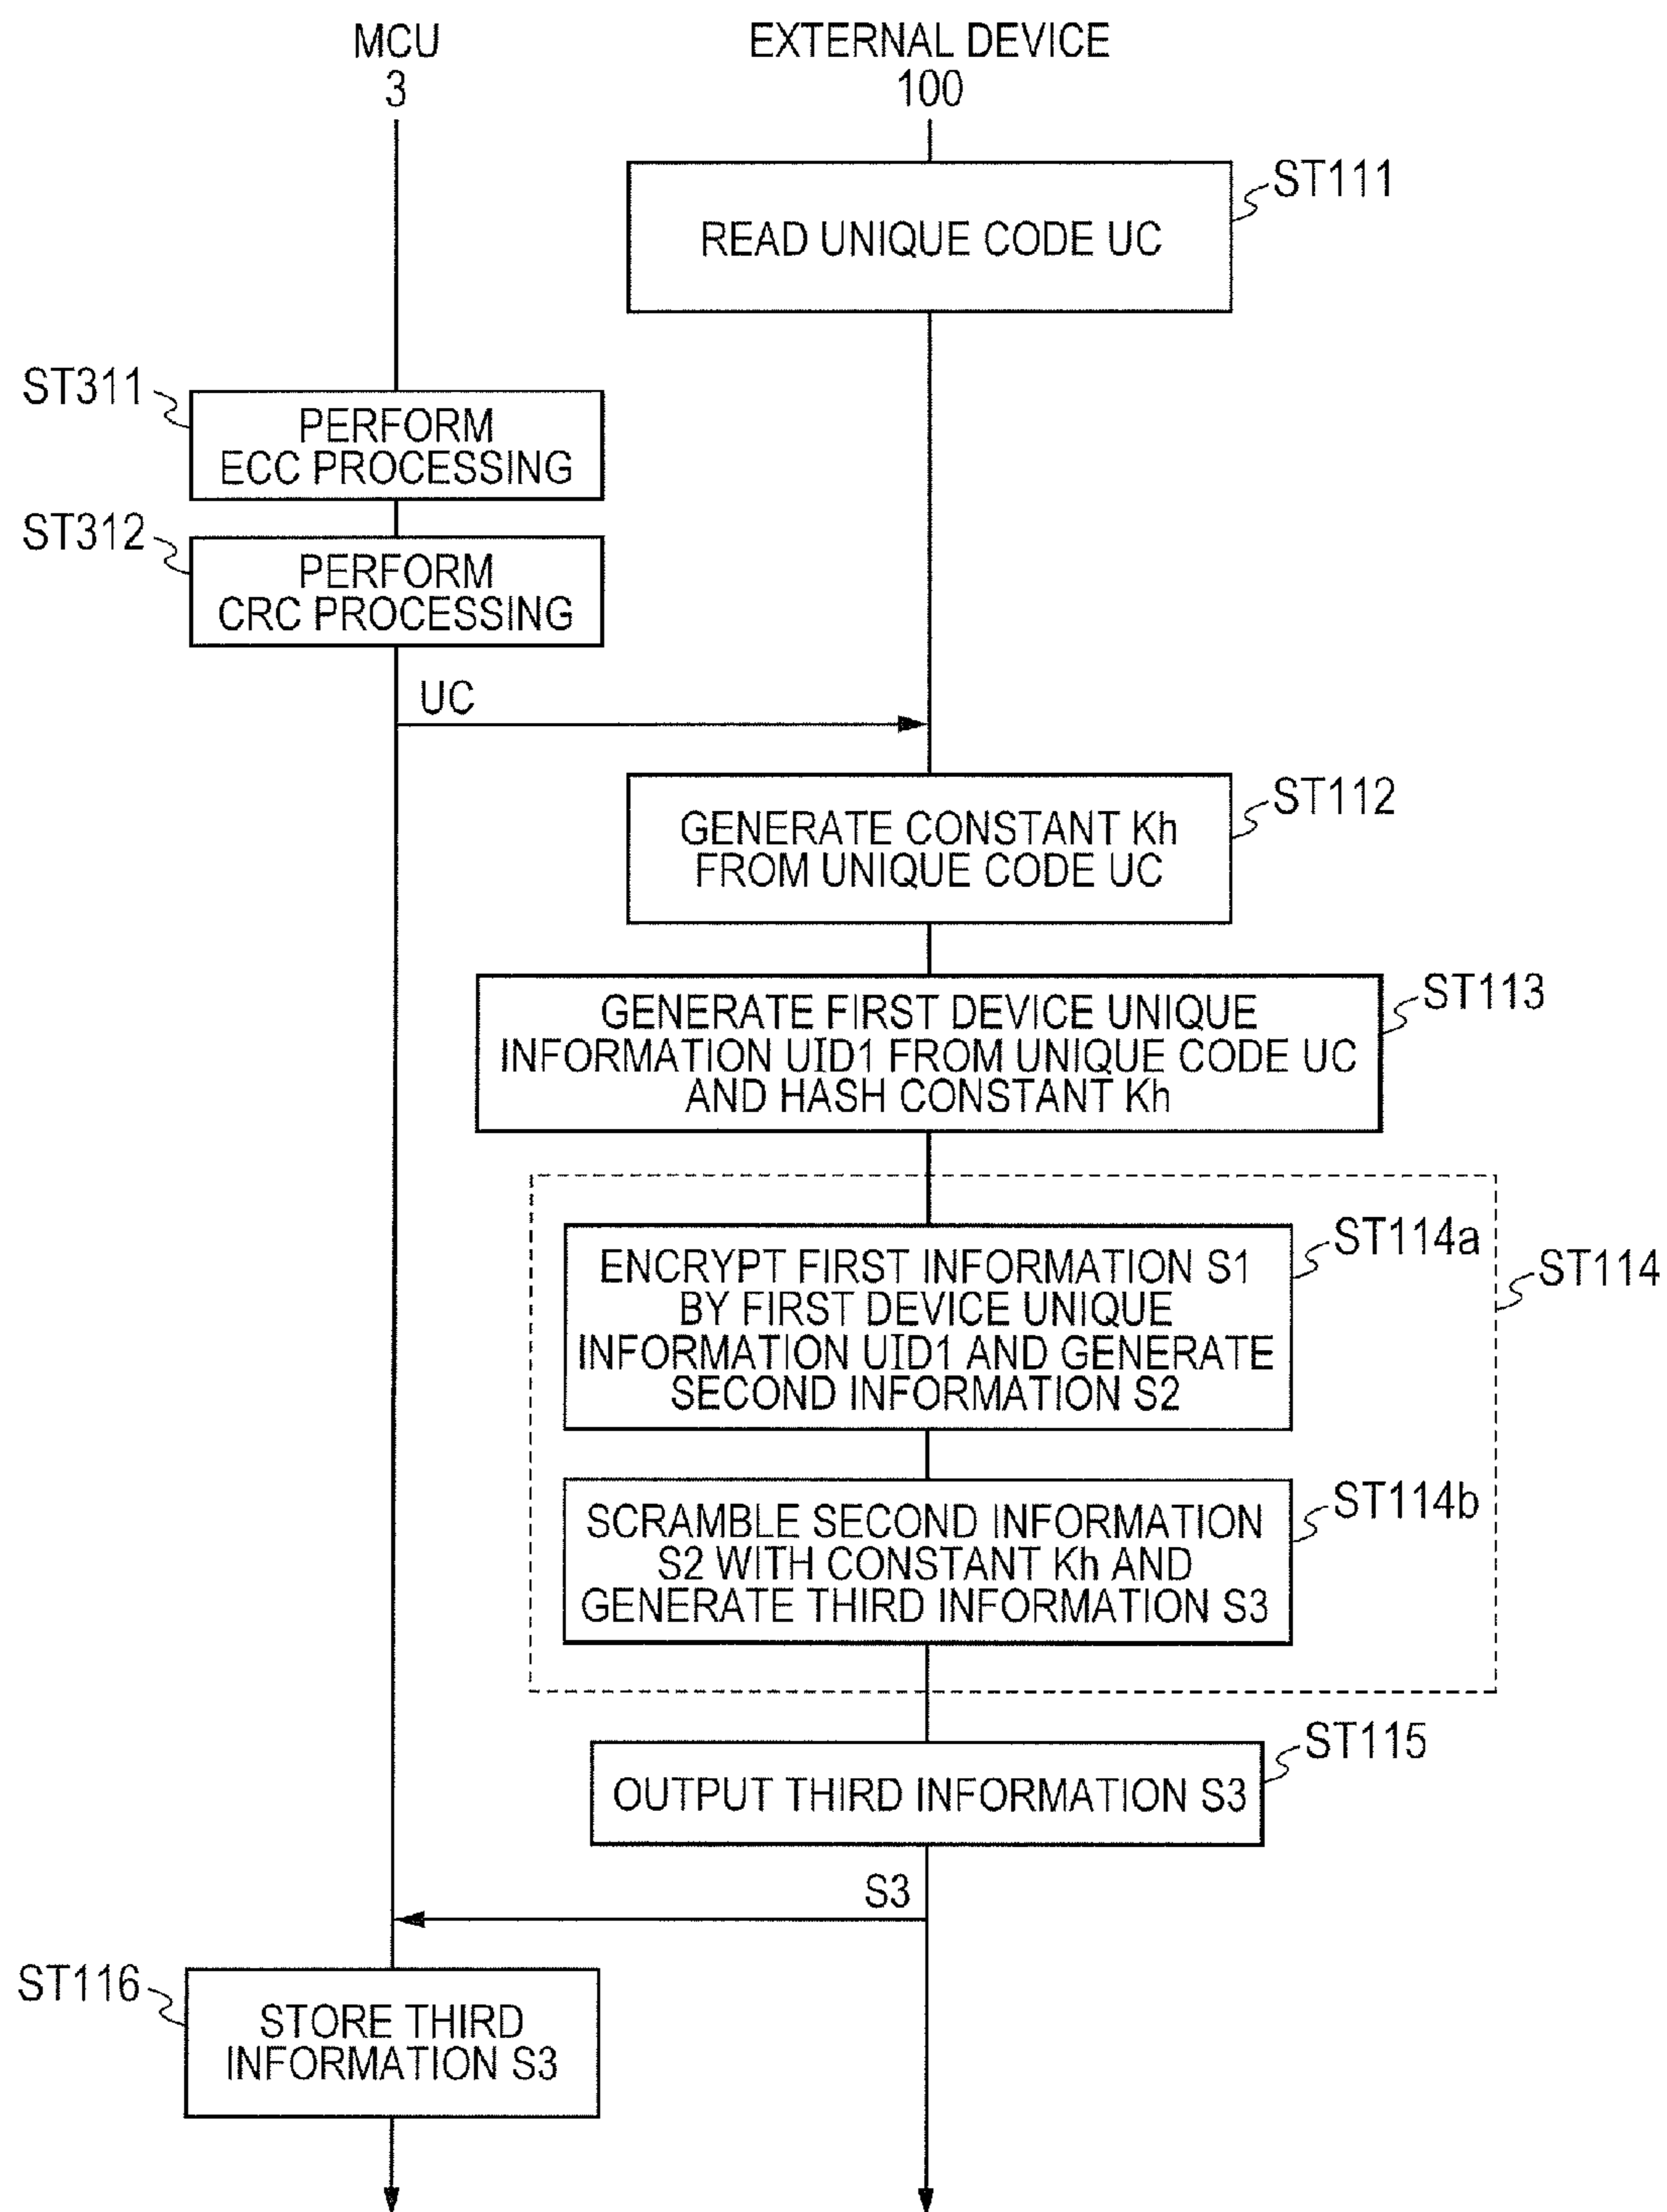 MCU
3
EXTERNAL DEVICE
100
ST111
READ UNIQUE CODE UC
ST311
PERFORM
ECC PROCESSING
ST312
PERFORM
CRC PROCESSING
UC
ST112
GENERATE CONSTANT Kh
FROM UNIQUE CODE UC
ST113
GENERATE FIRST DEVICE UNIQUE
INFORMATION UID1 FROM UNIQUE CODE UC
AND HASH CONSTANT Kh
ST114a
ST114
ENCRYPT FIRST INFORMATION S1
BY FIRST DEVICE UNIQUE
INFORMATION UID1 AND GENERATE
SECOND INFORMATION S2
ST114b
SCRAMBLE SECOND INFORMATION
S2 WITH CONSTANT Kh AND
GENERATE THIRD INFORMATION S3
ST115
OUTPUT THIRD INFORMATION S3
S3
ST116
STORE THIRD
INFORMATION S3